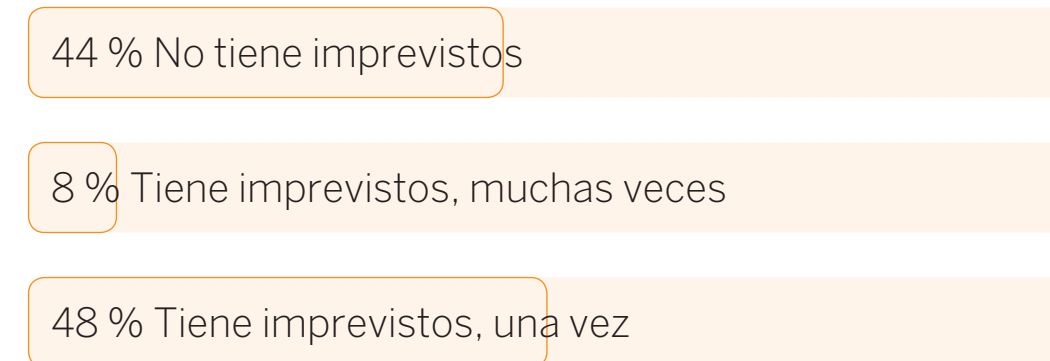 44 % No tiene imprevistos
8 % Tiene imprevistos, muchas veces
48 % Tiene imprevistos, una vez